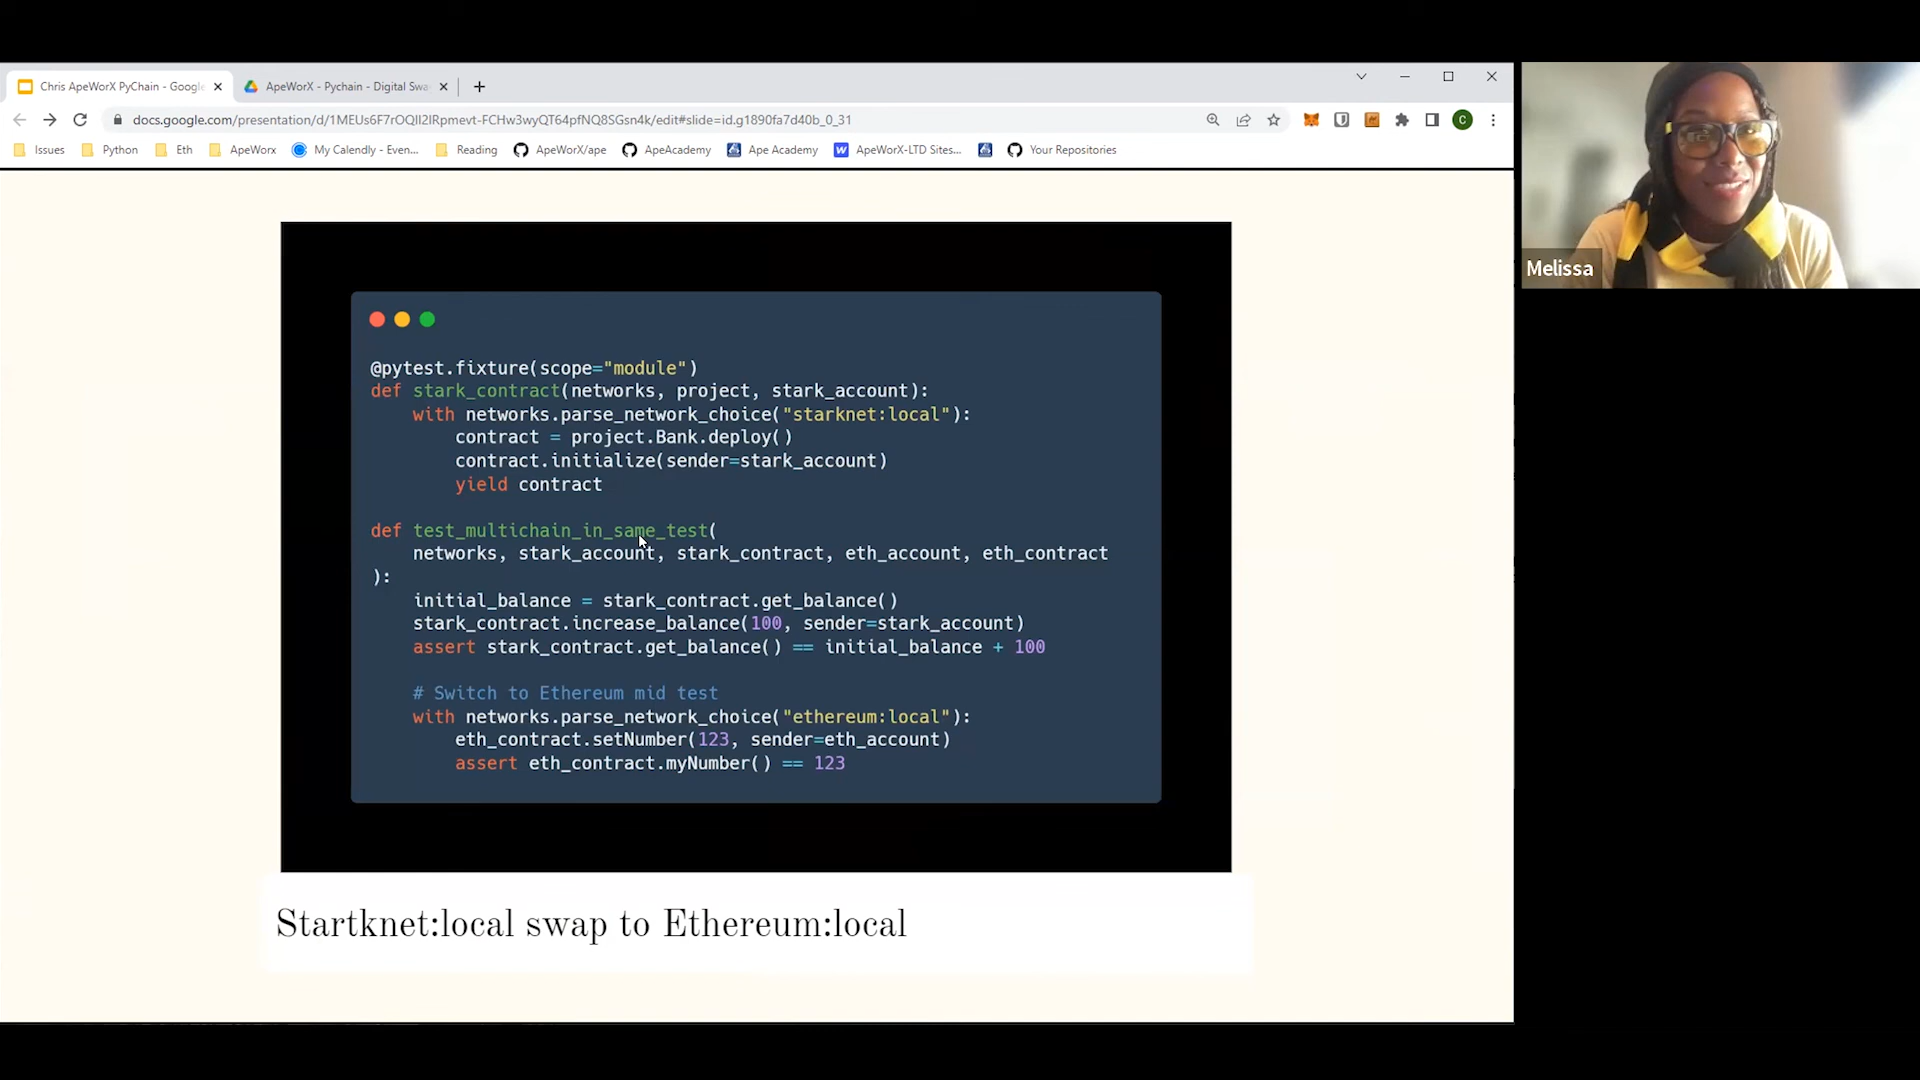 Chris ApeWorX PyChain - Google
ApeWorX - Pychain - Digital Swa
docs.google.com/presentation/d/1MEUs6F7rOQlI2lRpmevt-FCHw3wyQT64pfNQ8SGsn4k/edit#slide=id.g1890fa7d40b_0_31
C
Issues Python Eth ApeWorx My Calendly - Even... Reading ApeWorX/ape ApeAcademy Ape Academy ApeWorX-LTD Sites... Your Repositories
@pytest.fixture(scope="module")
def stark_contract(networks, project, stark_account):
    with networks.parse_network_choice("starknet:local"):
        contract = project.Bank.deploy()
        contract.initialize(sender=stark_account)
        yield contract
def test_multichain_in_same_test(
    networks, stark_account, stark_contract, eth_account, eth_contract
):
    initial_balance = stark_contract.get_balance()
    stark_contract.increase_balance(100, sender=stark_account)
    assert stark_contract.get_balance() == initial_balance + 100
    # Switch to Ethereum mid test
    with networks.parse_network_choice("ethereum:local"):
        eth_contract.setNumber(123, sender=eth_account)
        assert eth_contract.myNumber() == 123
Startknet:local swap to Ethereum:local
Melissa